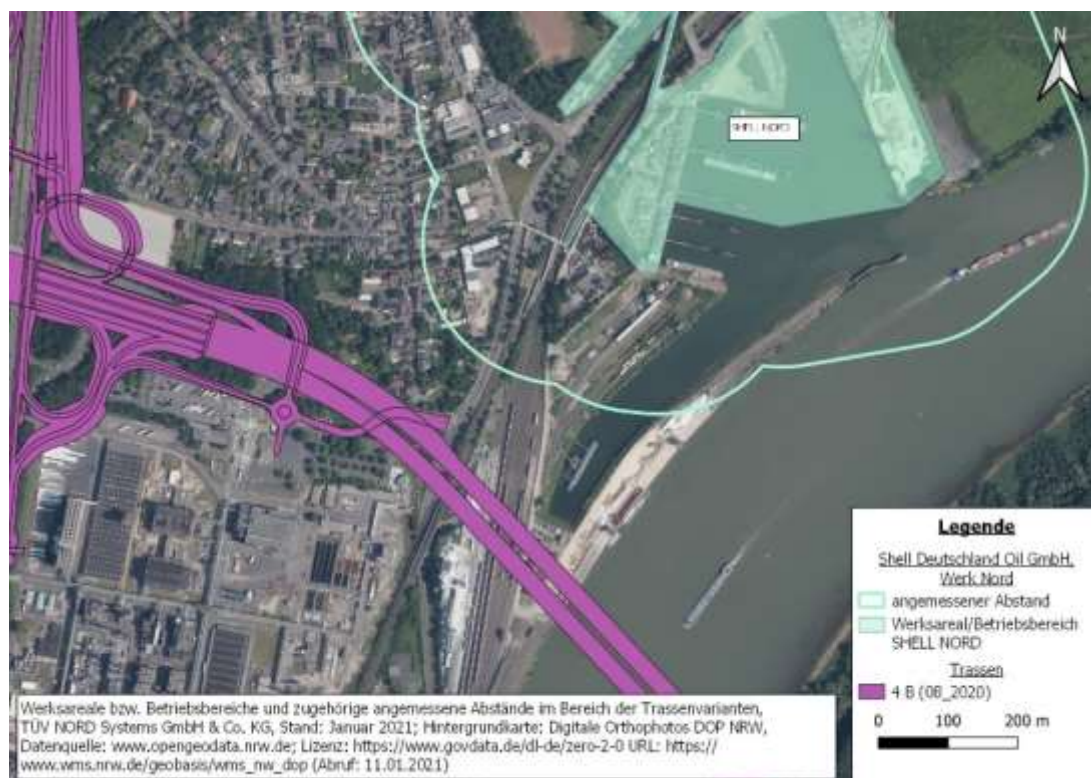 N
SHELL NORD
Legende
Shell Deutschland Oil GmbH,
Werk Nord
angemessener Abstand
Werksareal/Betriebsbereich
SHELL NORD
Trassen
4 B (08_2020)
0 100 200 m
Werksareale bzw. Betriebsbereiche und zugehörige angemessene Abstände im Bereich der Trassenvarianten,
TÜV NORD Systems GmbH & Co. KG, Stand: Januar 2021; Hintergrundkarte: Digitale Orthophotos DOP NRW,
Datenquelle: www.opengeodata.nrw.de; Lizenz: https://www.govdata.de/dl-de/zero-2-0 URL: https://
www.wms.nrw.de/geobasis/wms_nw_dop (Abruf: 11.01.2021)